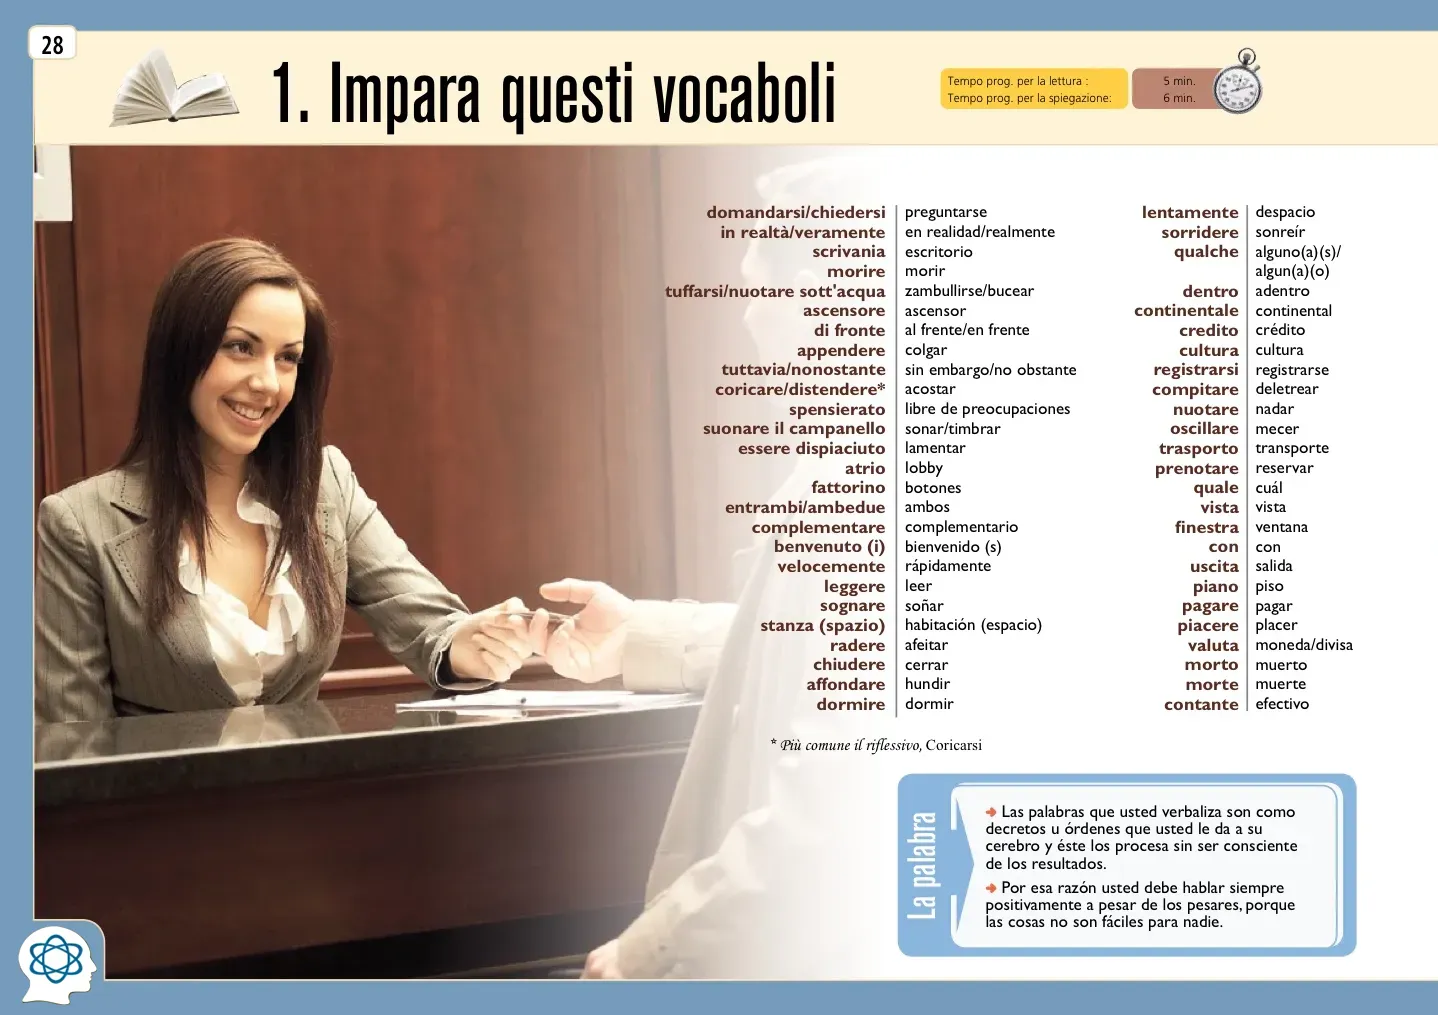 28
1. Impara questi vocaboli
Tempo prog. per la lettura : 5 min.
Tempo prog. per la spiegazione: 6 min.
domandarsi/chiedersi preguntarse
in realtà/veramente en realidad/realmente
scrivania escritorio
morire morir
tuffarsi/nuotare sott'acqua zambullirse/bucear
ascensore ascensor
di fronte al frente/en frente
appendere colgar
tuttavia/nonostante sin embargo/no obstante
coricare/distendere* acostar
spensierato libre de preocupaciones
suonare il campanello sonar/timbrar
essere dispiaciuto lamentar
atrio lobby
fattorino botones
entrambi/ambedue ambos
complementare complementario
benvenuto (i) bienvenido (s)
velocemente rápidamente
leggere leer
sognare soñar
stanza (spazio) habitación (espacio)
radere afeitar
chiudere cerrar
affondare hundir
dormire dormir
* Più comune il riflessivo, Coricarsi
lentamente despacio
sorridere sonreír
qualche alguno(a)(s)/
algun(a)(o)
dentro adentro
continentale continental
credito crédito
cultura cultura
registrarsi registrarse
compitare deletrear
nuotare nadar
oscillare mecer
trasporto transporte
prenotare reservar
quale cuál
vista vista
finestra ventana
con con
uscita salida
piano piso
pagare pagar
piacere placer
valuta moneda/divisa
morto muerto
morte muerte
contante efectivo
La palabra
➜ Las palabras que usted verbaliza son como
decretos u órdenes que usted le da a su
cerebro y éste los procesa sin ser consciente
de los resultados.
➜ Por esa razón usted debe hablar siempre
positivamente a pesar de los pesares, porque
las cosas no son fáciles para nadie.